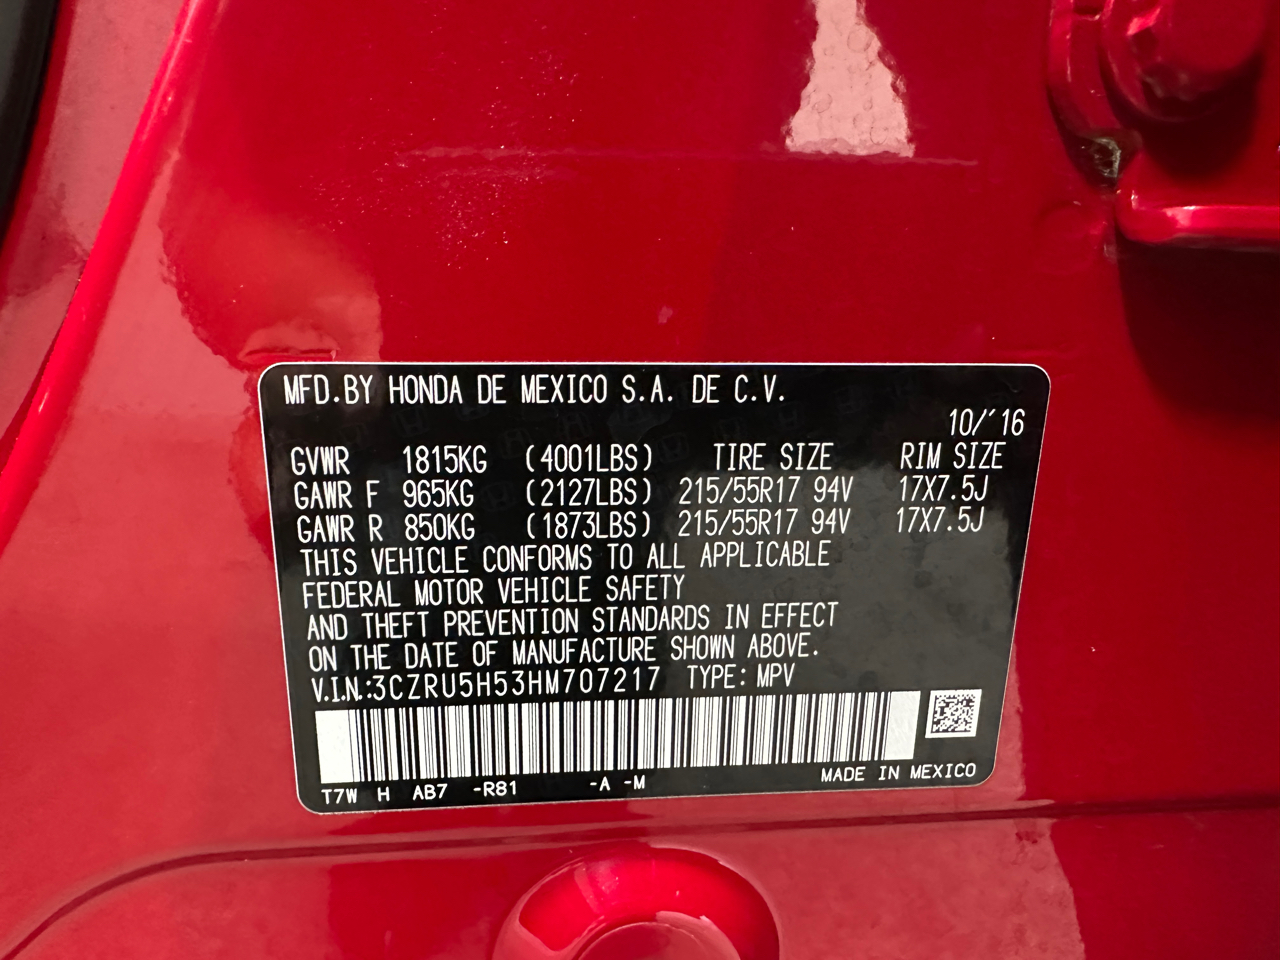 MFD.BY HONDA DE MEXICO S.A. DE C.V.
10/'16
GVWR 1815KG (4001LBS) TIRE SIZE RIM SIZE
GAWR F 965KG (2127LBS) 215/55R17 94V 17X7.5J
GAWR R 850KG (1873LBS) 215/55R17 94V 17X7.5J
THIS VEHICLE CONFORMS TO ALL APPLICABLE
FEDERAL MOTOR VEHICLE SAFETY
AND THEFT PREVENTION STANDARDS IN EFFECT
ON THE DATE OF MANUFACTURE SHOWN ABOVE.
V.I.N.:3CZRU5H53HM707217 TYPE: MPV
T7W H AB7 -R81 -A -M MADE IN MEXICO